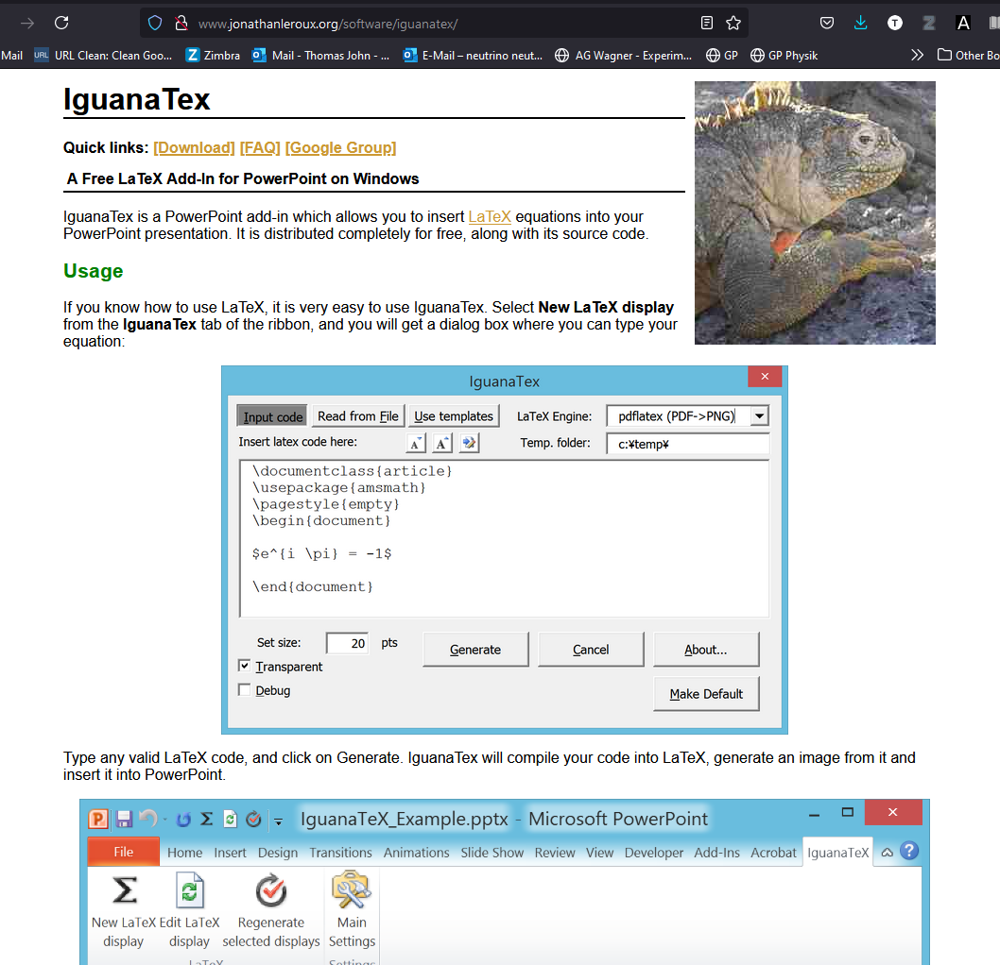 www.jonathanleroux.org/software/iguanatex/
T Z A
Mail URL URL Clean: Clean Goo... Z Zimbra Mail - Thomas John - ... E-Mail – neutrino neut... AG Wagner - Experim... GP GP Physik Other Bo
IguanaTex
Quick links: [Download] [FAQ] [Google Group]
A Free LaTeX Add-In for PowerPoint on Windows
IguanaTex is a PowerPoint add-in which allows you to insert LaTeX equations into your
PowerPoint presentation. It is distributed completely for free, along with its source code.
Usage
If you know how to use LaTeX, it is very easy to use IguanaTex. Select New LaTeX display
from the IguanaTex tab of the ribbon, and you will get a dialog box where you can type your
equation:
IguanaTex
Input code Read from File Use templates LaTeX Engine: pdflatex (PDF->PNG)
Insert latex code here: A A Temp. folder: c:¥temp¥
\documentclass{article}
\usepackage{amsmath}
\pagestyle{empty}
\begin{document}
$e^{i \pi} = -1$
\end{document}
Set size: 20 pts Generate Cancel About...
Transparent
Debug Make Default
Type any valid LaTeX code, and click on Generate. IguanaTex will compile your code into LaTeX, generate an image from it and
insert it into PowerPoint.
P Σ IguanaTeX_Example.pptx - Microsoft PowerPoint
File Home Insert Design Transitions Animations Slide Show Review View Developer Add-Ins Acrobat IguanaTeX ?
Σ
New LaTeX Edit LaTeX Regenerate Main
display display selected displays Settings
LaTeX Settings